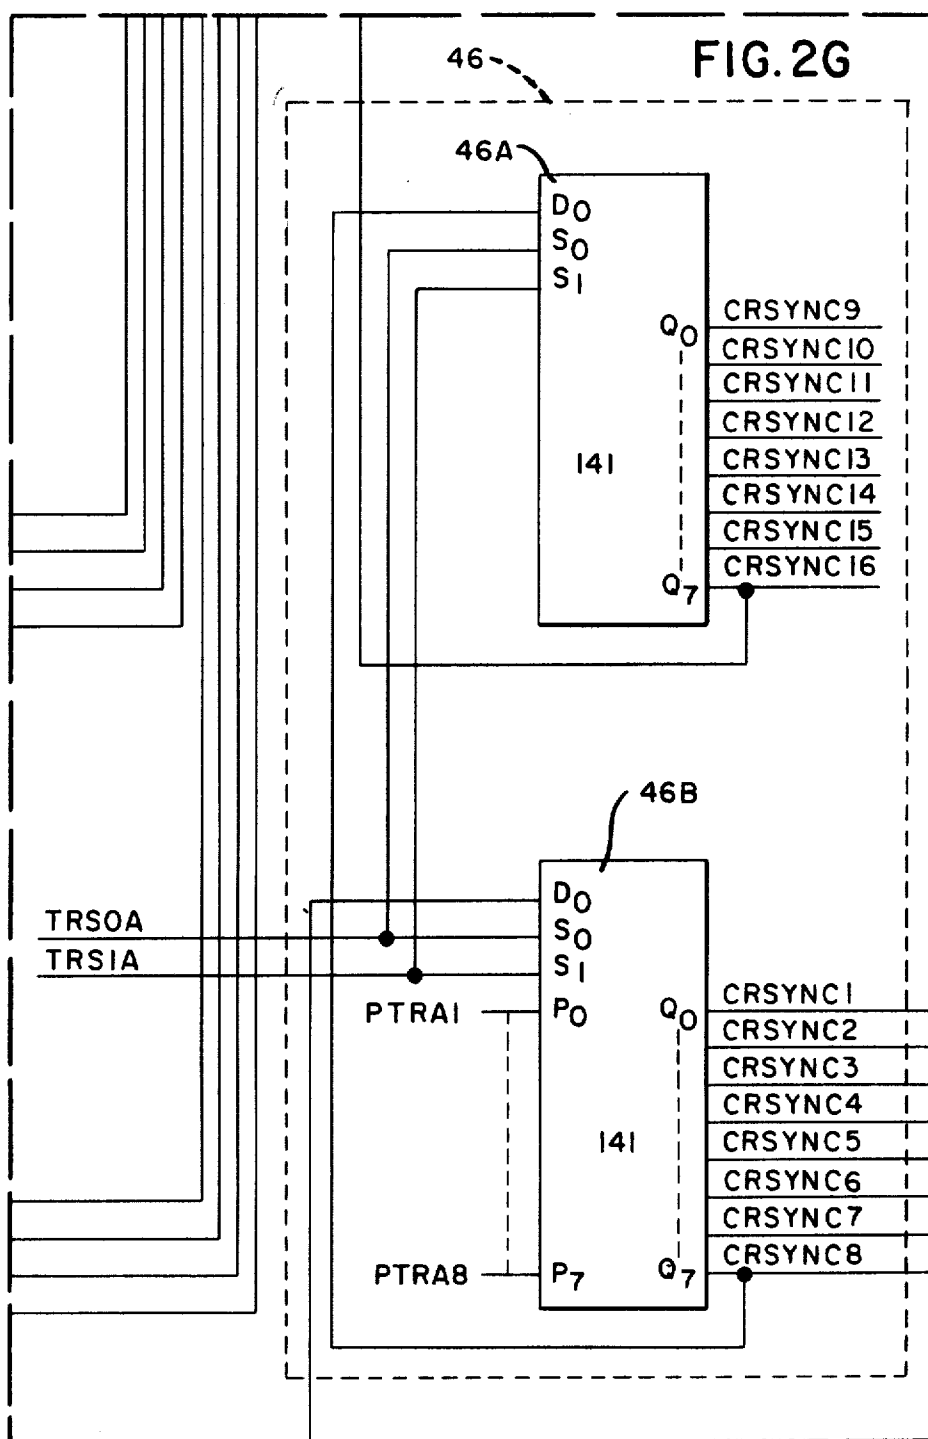 FIG. 2G
46
46A
D0
S0
S1
Q0
CRSYNC9
CRSYNC10
CRSYNC11
CRSYNC12
141
CRSYNC13
CRSYNC14
CRSYNC15
Q7 CRSYNC16
46B
D0
TRS0A S0
TRS1A S1
PTRA1 P0 Q0 CRSYNC1
CRSYNC2
CRSYNC3
CRSYNC4
141 CRSYNC5
CRSYNC6
CRSYNC7
PTRA8 P7 Q7 CRSYNC8